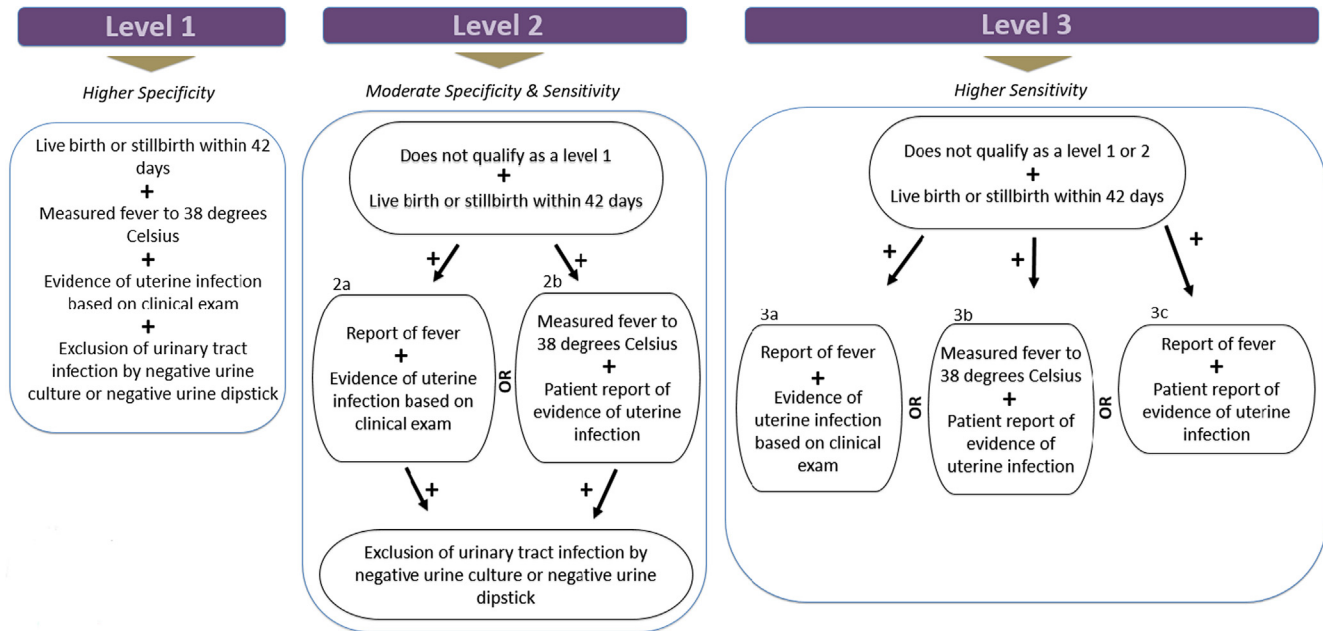 Level 1
Higher Specificity
Live birth or stillbirth within 42
days
+
Measured fever to 38 degrees
Celsius
+
Evidence of uterine infection
based on clinical exam
+
Exclusion of urinary tract
infection by negative urine
culture or negative urine dipstick
Level 2
Moderate Specificity & Sensitivity
Does not qualify as a level 1
+
Live birth or stillbirth within 42 days
+
+
2a
Report of fever
+
Evidence of uterine
infection based on
clinical exam
OR
2b
Measured fever to
38 degrees Celsius
+
Patient report of
evidence of uterine
infection
+
+
Exclusion of urinary tract infection by
negative urine culture or negative urine
dipstick
Level 3
Higher Sensitivity
Does not qualify as a level 1 or 2
+
Live birth or stillbirth within 42 days
+
+
+
3a
Report of fever
+
Evidence of
uterine infection
based on clinical
exam
OR
3b
Measured fever to
38 degrees Celsius
+
Patient report of
evidence of
uterine infection
OR
3c
Report of fever
+
Patient report of
evidence of uterine
infection